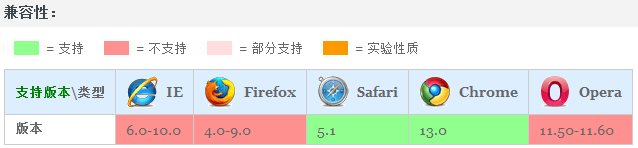 兼容性：
= 支持 = 不支持 = 部分支持 = 实验性质
支持版本\类型 IE Firefox Safari Chrome Opera
版本 6.0-10.0 4.0-9.0 5.1 13.0 11.50-11.60